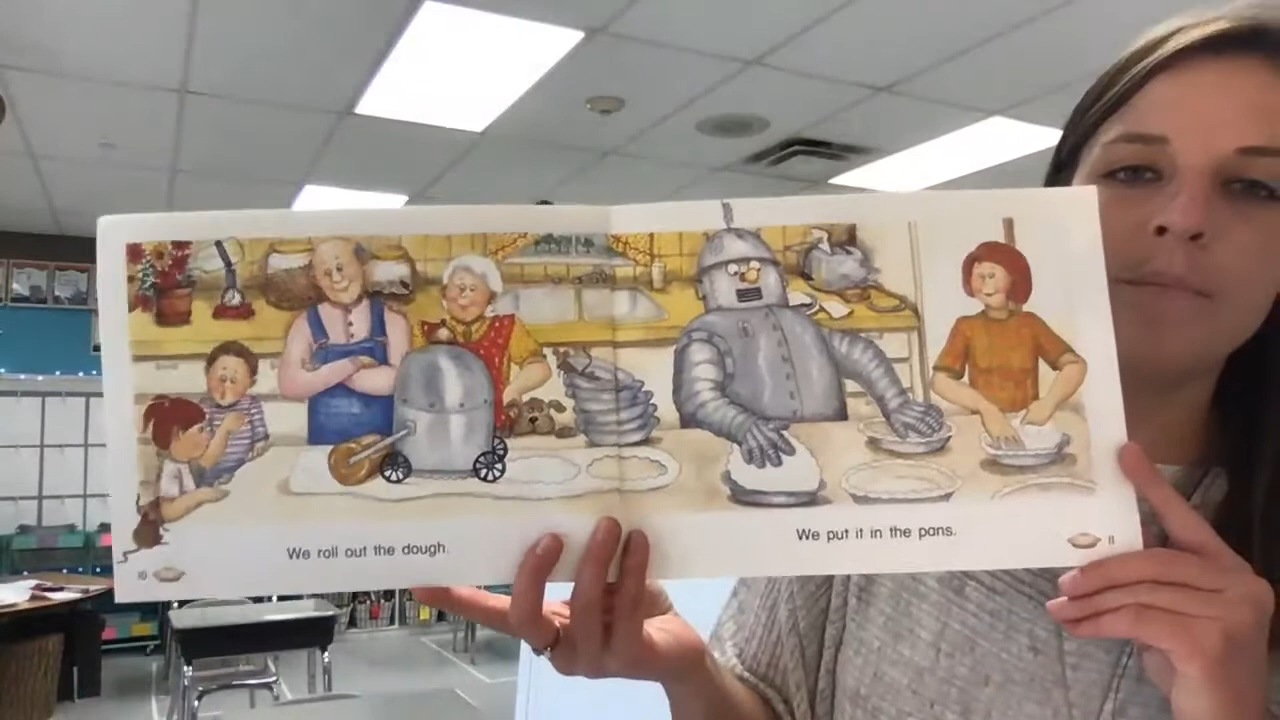 We roll out the dough.
We put it in the pans.
10
11